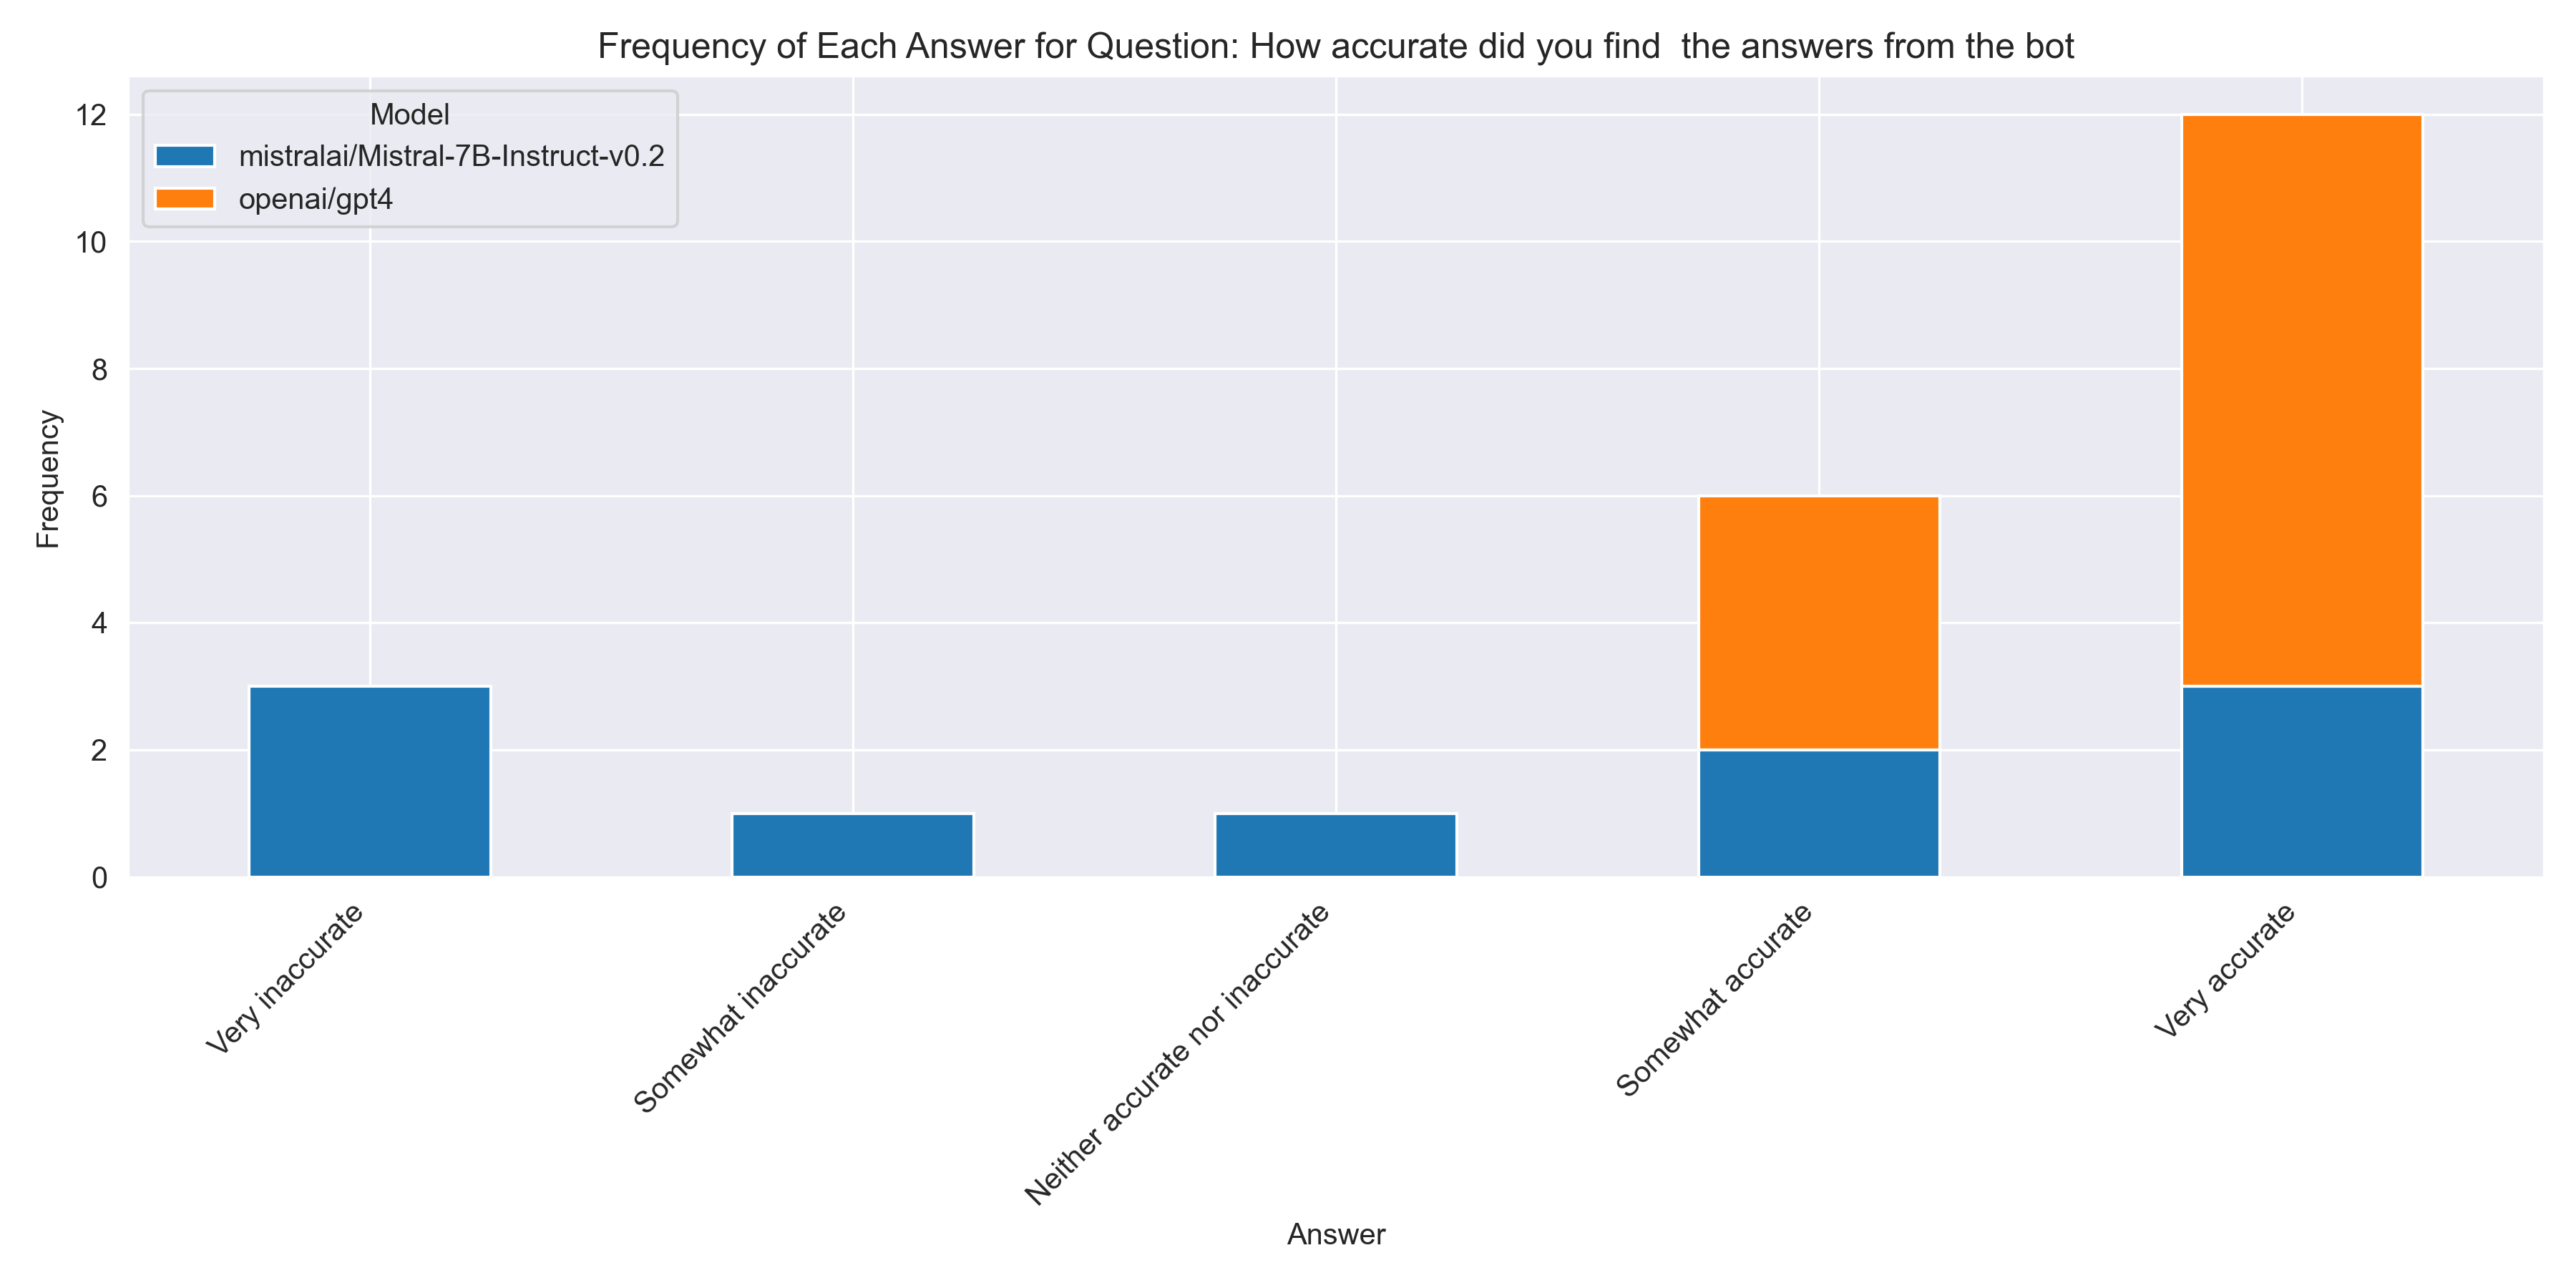 Frequency of Each Answer for Question: How accurate did you find  the answers from the bot
Model
mistralai/Mistral-7B-Instruct-v0.2
openai/gpt4
Frequency
12
10
8
6
4
2
0
Very inaccurate
Somewhat inaccurate
Neither accurate nor inaccurate
Somewhat accurate
Very accurate
Answer